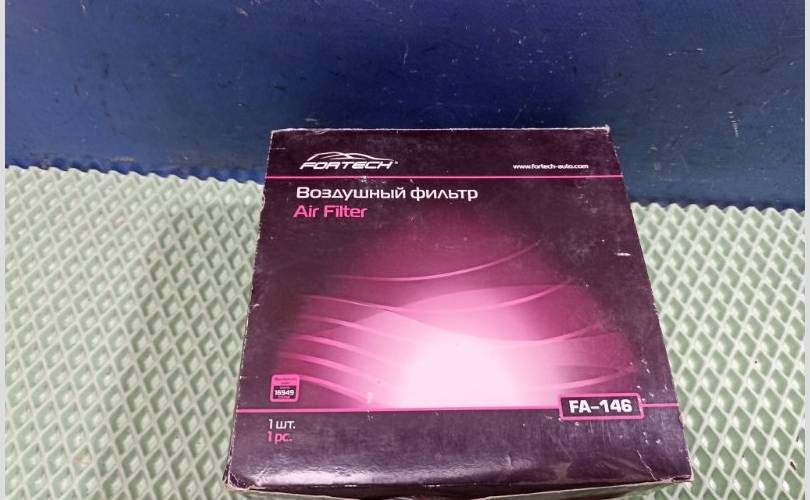 FORTECH
www.fortech-auto.com
Воздушный фильтр
Air Filter
16949
FA-146
1 шт.
1 pc.